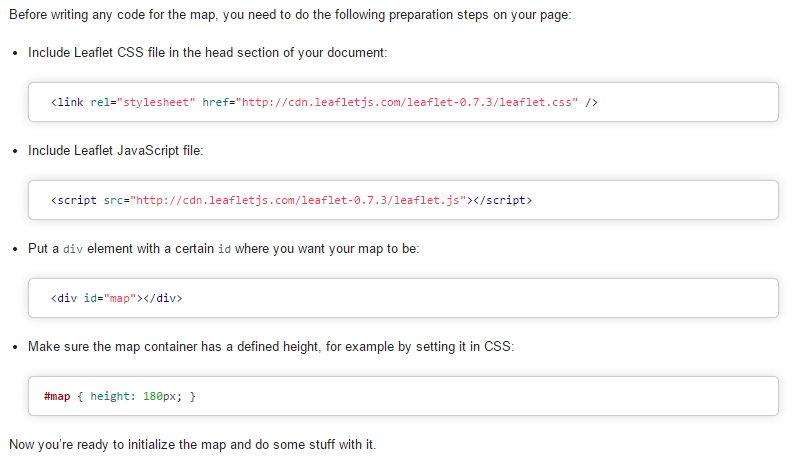 Before writing any code for the map, you need to do the following preparation steps on your page:
• Include Leaflet CSS file in the head section of your document:
<link rel="stylesheet" href="http://cdn.leafletjs.com/leaflet-0.7.3/leaflet.css" />
• Include Leaflet JavaScript file:
<script src="http://cdn.leafletjs.com/leaflet-0.7.3/leaflet.js"></script>
• Put a div element with a certain id where you want your map to be:
<div id="map"></div>
• Make sure the map container has a defined height, for example by setting it in CSS:
#map { height: 180px; }
Now you're ready to initialize the map and do some stuff with it.